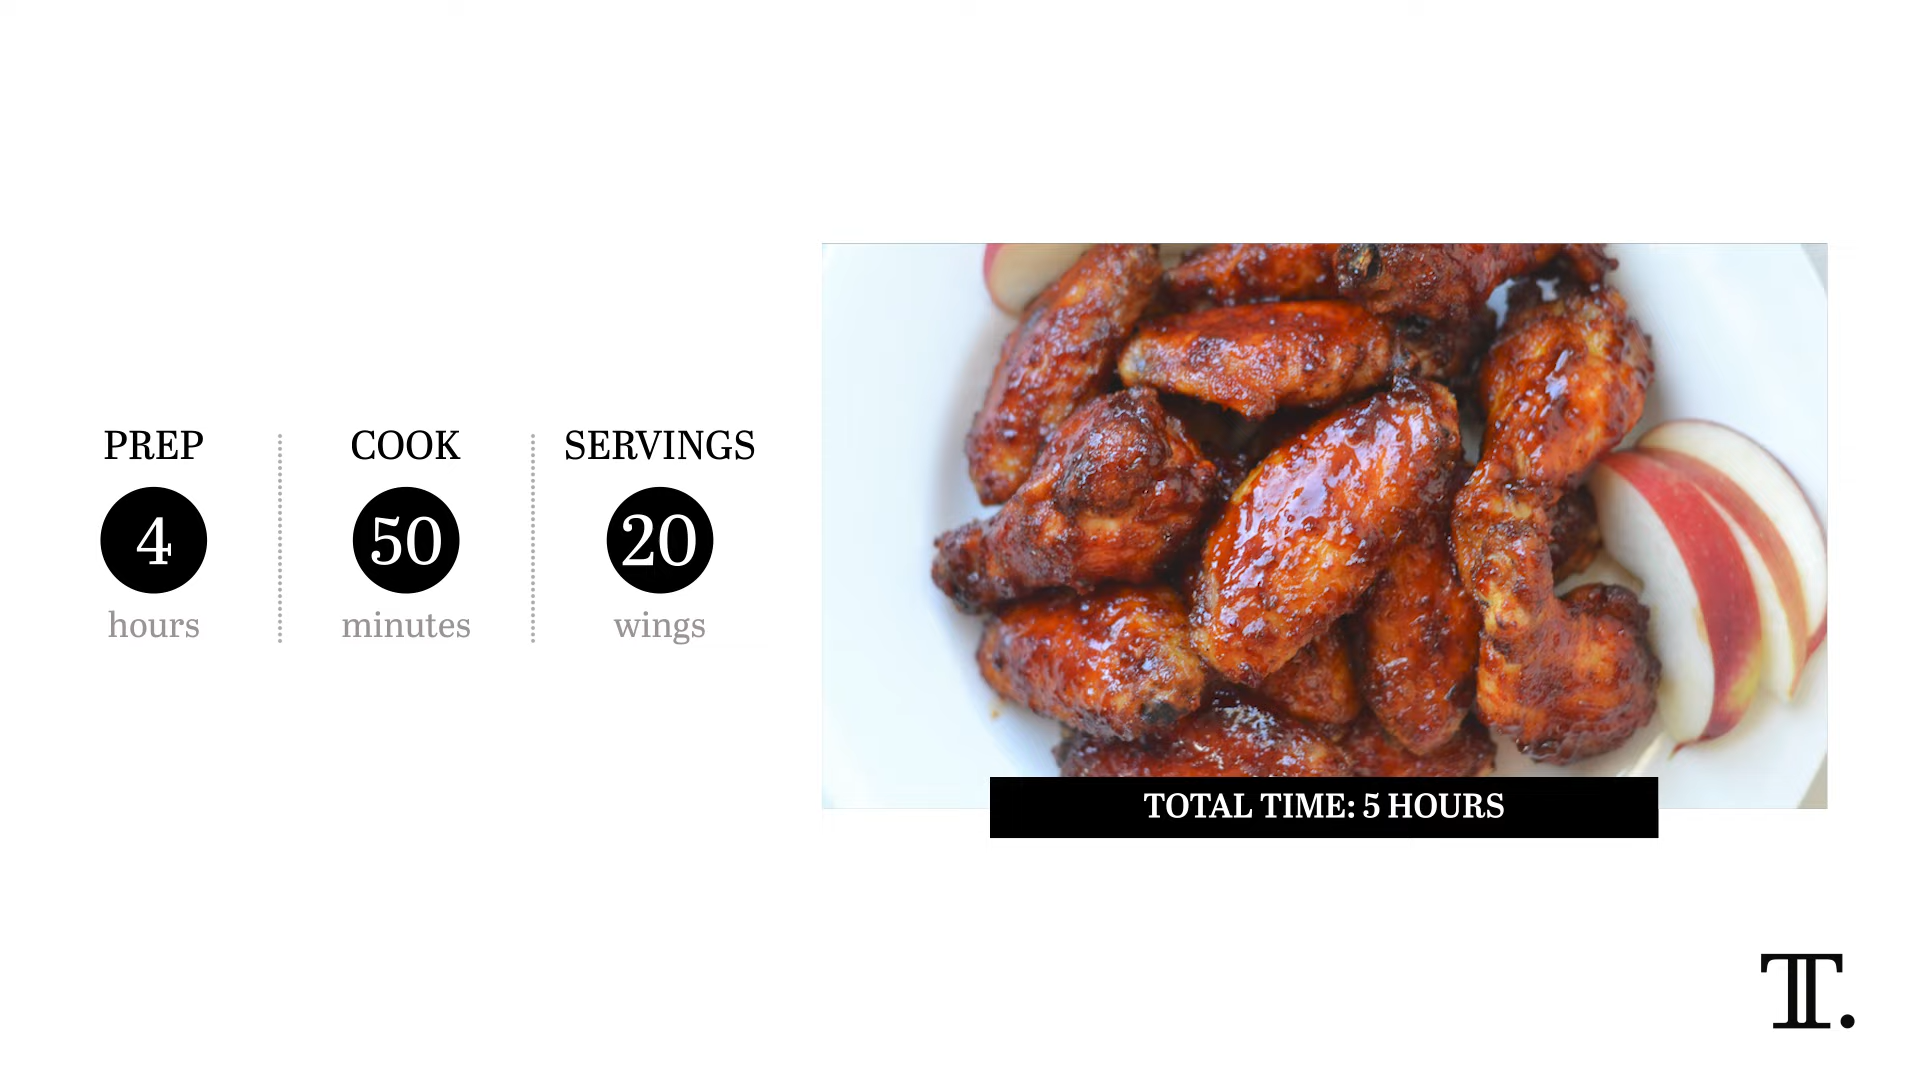 PREP
4
hours
COOK
50
minutes
SERVINGS
20
wings
TOTAL TIME: 5 HOURS
T.